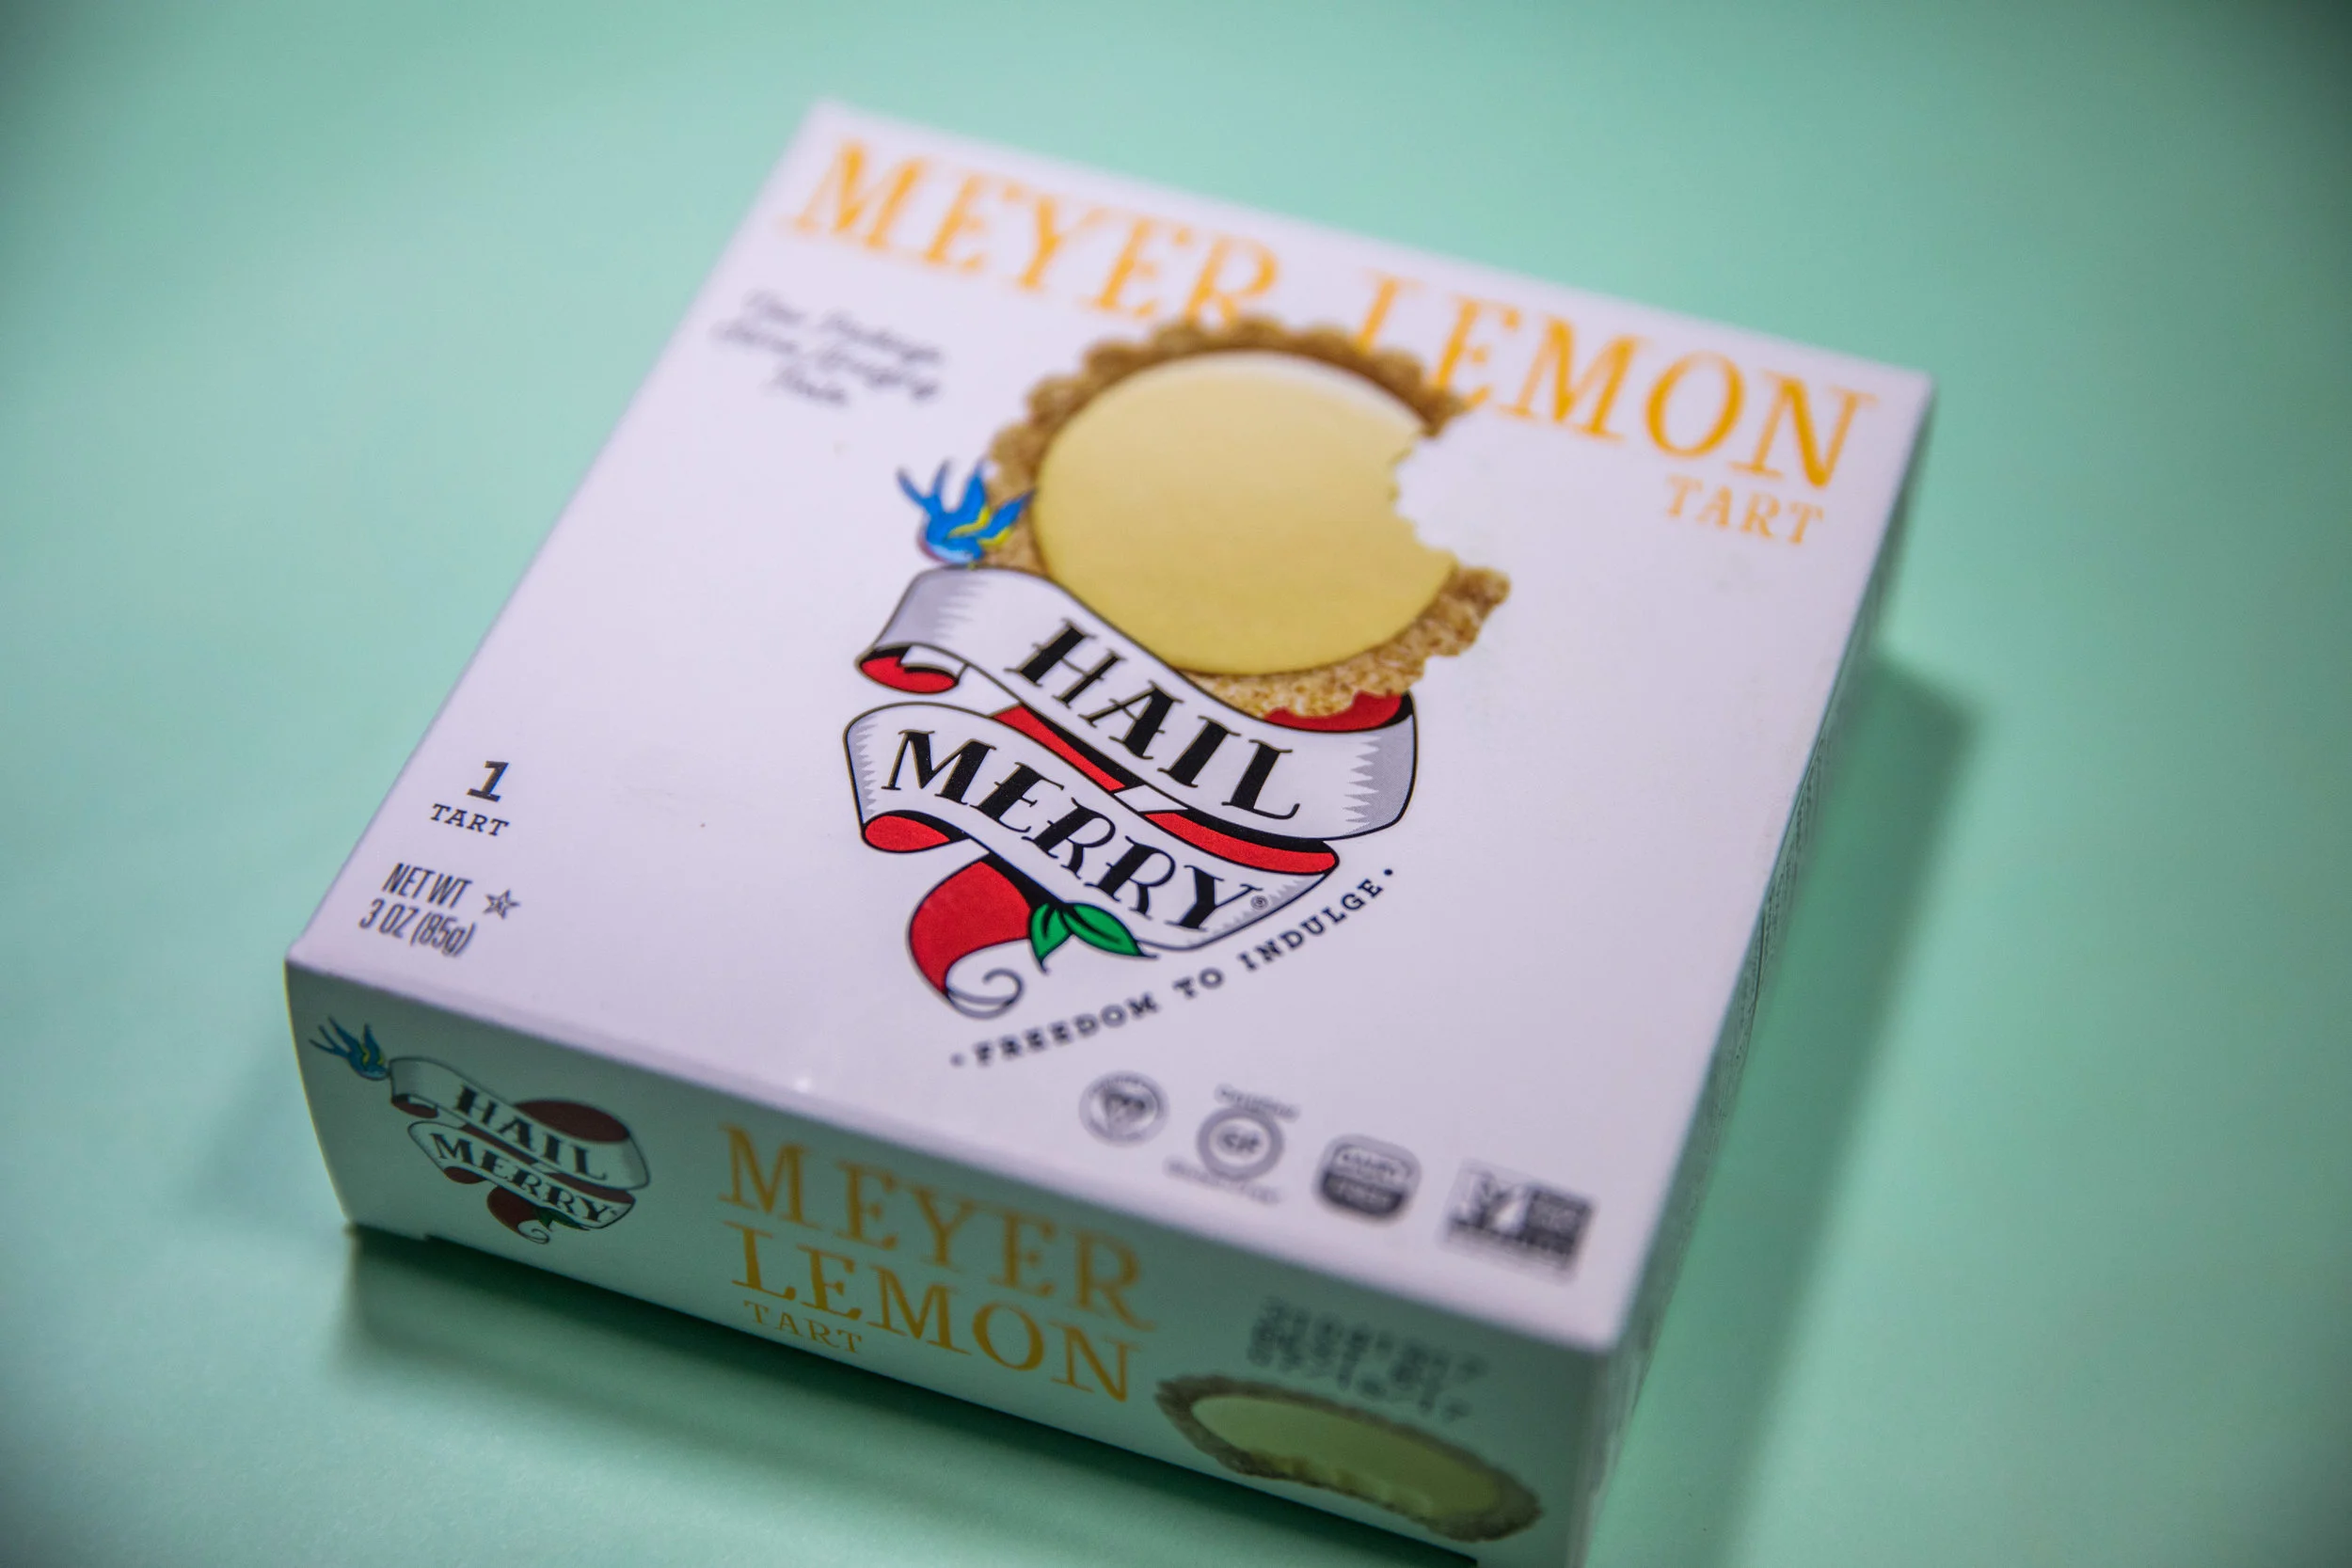 MEYER LEMON
TART
HAIL
MERRY®
• FREEDOM TO INDULGE •
1
TART
NET WT
3 OZ (85g)
HAIL
MERRY®
MEYER
LEMON
TART